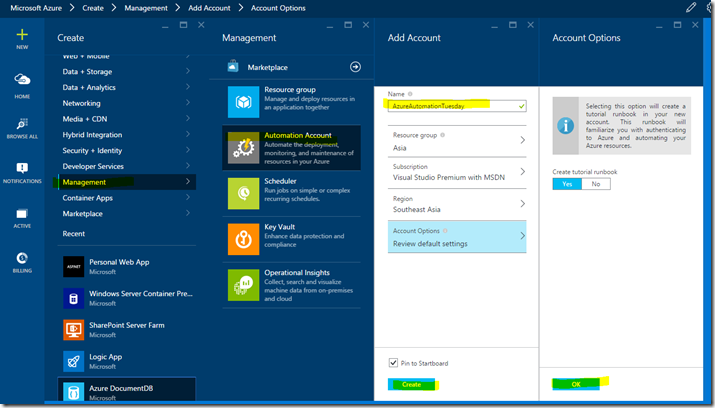 Microsoft Azure > Create > Management > Add Account > Account Options
NEW
HOME
BROWSE ALL
NOTIFICATIONS
ACTIVE
BILLING
Create
Web + Mobile
Data + Storage
Data + Analytics
Networking
Media + CDN
Hybrid Integration
Security + Identity
Developer Services
Management
Container Apps
Marketplace
Recent
ASP.NET
Personal Web App
Microsoft
Windows Server Container Pre...
Microsoft
SharePoint Server Farm
Microsoft
Logic App
Microsoft
Azure DocumentDB
Microsoft
Management
Marketplace
Resource group
Manage and deploy resources in
an application together
Automation Account
Automate the deployment,
monitoring, and maintenance of
resources in your Azure
Scheduler
Run jobs on simple or complex
recurring schedules.
Key Vault
Enhance data protection and
compliance
Operational Insights
Collect, search and visualize
machine data from on-premises
and cloud
Add Account
Name
AzureAutomationTuesday
Resource group
Asia
Subscription
Visual Studio Premium with MSDN
Region
Southeast Asia
Account Options
Review default settings
Pin to Startboard
Create
Account Options
Selecting this option will create a
tutorial runbook in your new
account. This runbook will
familiarize you with authenticating
to Azure and automating your
Azure resources.
Create tutorial runbook
Yes No
OK